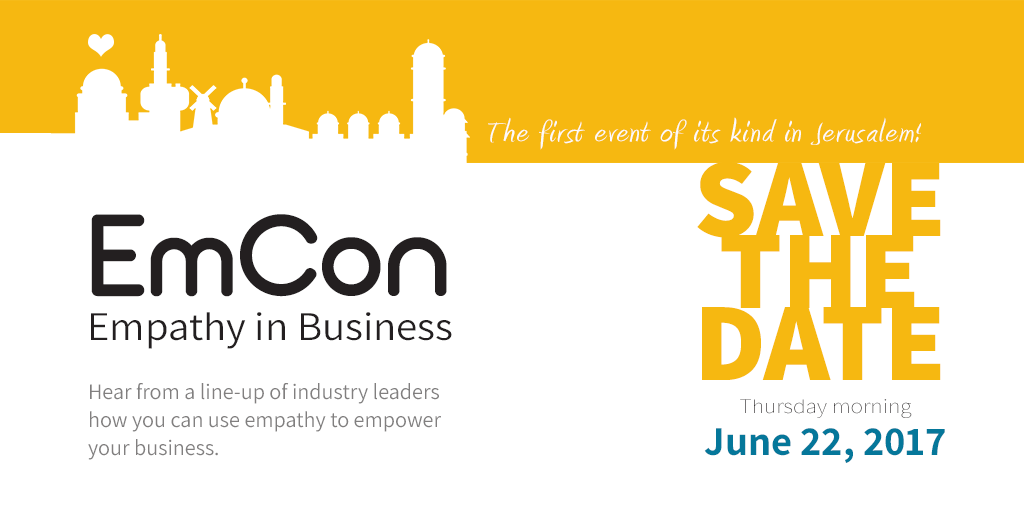 The first event of its kind in Jerusalem!
EmCon
Empathy in Business
Hear from a line-up of industry leaders
how you can use empathy to empower
your business.
SAVE
THE
DATE
Thursday morning
June 22, 2017